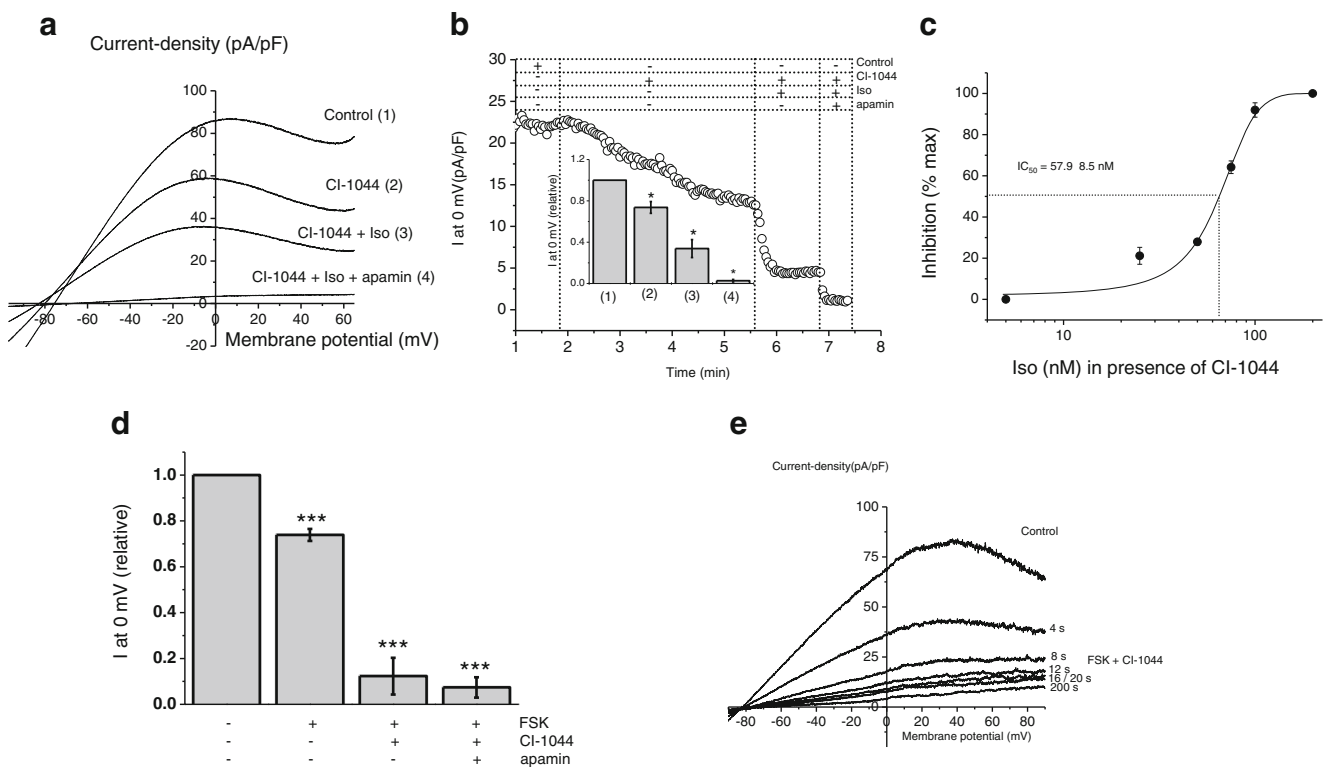 a
Current-density (pA/pF)
100
80
60
40
20
0
-20
-80 -60 -40 -20 0 20 40 60
Control (1)
CI-1044 (2)
CI-1044 + Iso (3)
CI-1044 + Iso + apamin (4)
Membrane potential (mV)
b
I at 0 mV(pA/pF)
30
25
20
15
10
5
0
+ - - - Control
- + + + CI-1044
- - + + Iso
- - - + apamin
I at 0 mV (relative)
1.2
0.8
0.4
0.0
* * *
(1) (2) (3) (4)
1 2 3 4 5 6 7 8
Time (min)
c
Inhibition (% max)
100
80
60
40
20
0
IC50 = 57.9 8.5 nM
10 100
Iso (nM) in presence of CI-1044
d
I at 0 mV (relative)
1.0
0.8
0.6
0.4
0.2
0.0
*** *** ***
- + + + FSK
- - + + CI-1044
- - - + apamin
e
Current-density(pA/pF)
100
75
50
25
0
Control
4 s
8 s
12 s
16 / 20 s
200 s
FSK + CI-1044
-80 -60 -40 -20 0 20 40 60 80
Membrane potential (mV)